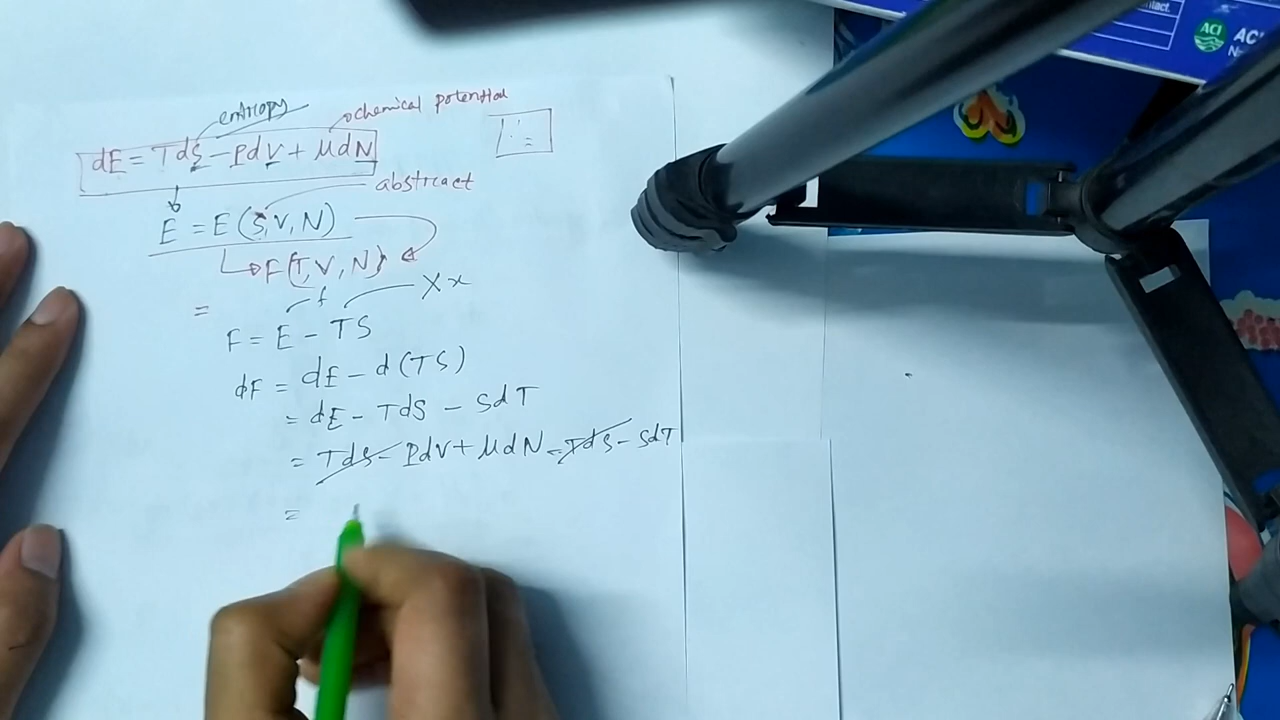 entropy
chemical potential
dE = TdS - PdV + μdN
abstract
E = E(S,V,N)
F(T,V,N)
=
F = E - TS
dF = dE - d(TS)
= dE - TdS - SdT
= TdS - PdV + μdN - TdS - SdT
=
ACI